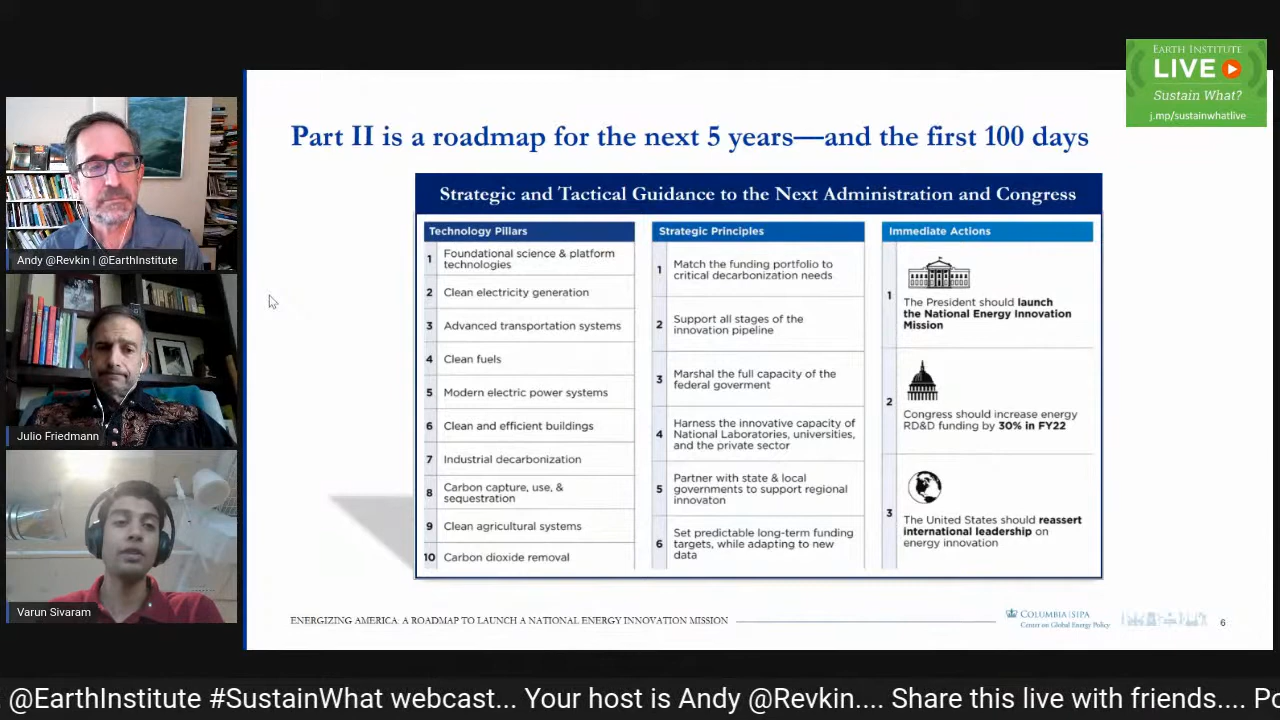 EARTH INSTITUTE
LIVE
Sustain What?
j.mp/sustainwhatlive
Andy @Revkin | @EarthInstitute
Julio Friedmann
Varun Sivaram
Part II is a roadmap for the next 5 years—and the first 100 days
Strategic and Tactical Guidance to the Next Administration and Congress
Technology Pillars
1 Foundational science & platform
technologies
2 Clean electricity generation
3 Advanced transportation systems
4 Clean fuels
5 Modern electric power systems
6 Clean and efficient buildings
7 Industrial decarbonization
8 Carbon capture, use, &
sequestration
9 Clean agricultural systems
10 Carbon dioxide removal
Strategic Principles
1 Match the funding portfolio to
critical decarbonization needs
2 Support all stages of the
innovation pipeline
3 Marshal the full capacity of the
federal goverment
4 Harness the innovative capacity of
National Laboratories, universities,
and the private sector
5 Partner with state & local
governments to support regional
innovaton
6 Set predictable long-term funding
targets, while adapting to new
data
Immediate Actions
1 The President should launch
the National Energy Innovation
Mission
2 Congress should increase energy
RD&D funding by 30% in FY22
3 The United States should reassert
international leadership on
energy innovation
ENERGIZING AMERICA: A ROADMAP TO LAUNCH A NATIONAL ENERGY INNOVATION MISSION
COLUMBIA | SIPA
Center on Global Energy Policy
6
@EarthInstitute #SustainWhat webcast... Your host is Andy @Revkin.... Share this live with friends.... Po